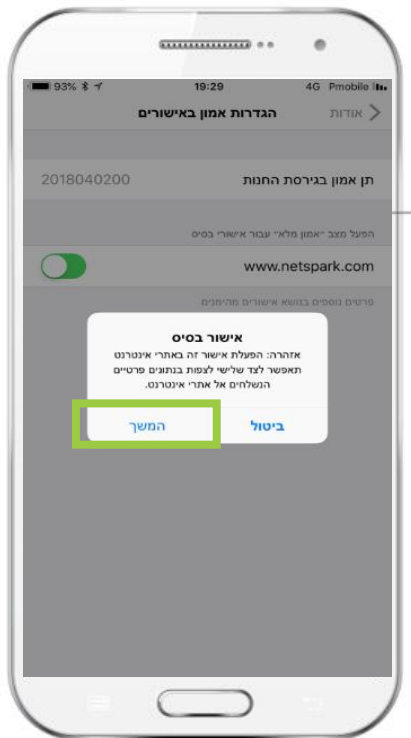 93% 19:29 4G Pmobile
אודות הגדרות אמון באישורים
תן אמון בגירסת החנות 2018040200
הפעל מצב ״אמון מלא״ עבור אישורי בסיס
www.netspark.com
פרטים נוספים בנושא אישורים מהימנים
אישור בסיס
אזהרה: הפעלת אישור זה באתרי אינטרנט
תאפשר לצד שלישי לצפות בנתונים פרטיים
הנשלחים אל אתרי אינטרנט.
ביטול המשך